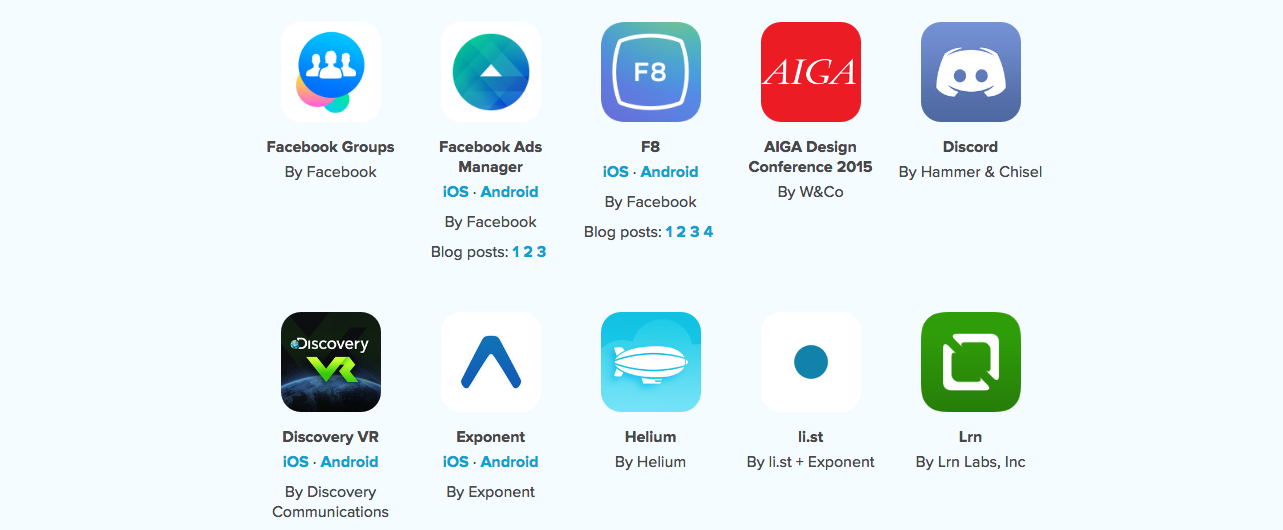 F8
AIGA
Facebook Groups
By Facebook
Facebook Ads
Manager
iOS · Android
By Facebook
Blog posts: 1 2 3
F8
iOS · Android
By Facebook
Blog posts: 1 2 3 4
AIGA Design
Conference 2015
By W&Co
Discord
By Hammer & Chisel
Discovery
VR
Discovery VR
iOS · Android
By Discovery
Communications
Exponent
iOS · Android
By Exponent
Helium
By Helium
li.st
By li.st + Exponent
Lrn
By Lrn Labs, Inc